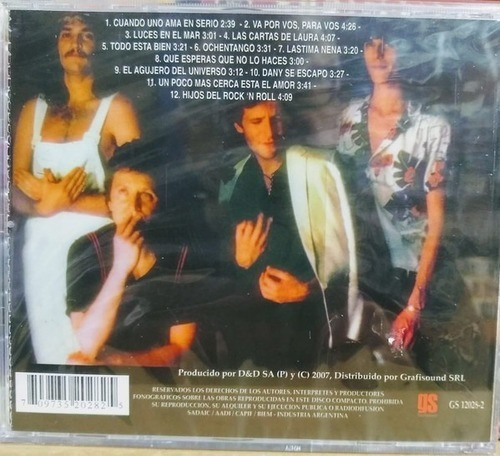 1. CUANDO UNO AMA EN SERIO 2:39 - 2. VA POR VOS, PARA VOS 4:26 -
3. LUCES EN EL MAR 3:01 - 4. LAS CARTAS DE LAURA 4:07 -
5. TODO ESTA BIEN 3:21 - 6. OCHENTANGO 3:31 - 7. LASTIMA NENA 3:20 -
8. QUE ESPERAS QUE NO LO HACES 3:00 -
9. EL AGUJERO DEL UNIVERSO 3:12 - 10. DANY SE ESCAPO 3:27 -
11. UN POCO MAS CERCA ESTA EL AMOR 3:41 -
12. HIJOS DEL ROCK 'N ROLL 4:09
Producido por D&D SA (P) y (C) 2007, Distribuido por Grafisound SRL
RESERVADOS LOS DERECHOS DE LOS AUTORES, INTERPRETES Y PRODUCTORES
FONOGRAFICOS SOBRE LAS OBRAS REPRODUCIDAS EN ESTE DISCO COMPACTO. PROHIBIDA
SU REPRODUCCION, SU ALQUILER Y SU EJECUCION PUBLICA O RADIODIFUSION
SADAIC / AADI / CAPIF / BIEM - INDUSTRIA ARGENTINA
gs
GS 12028-2
7 09735 20282 8